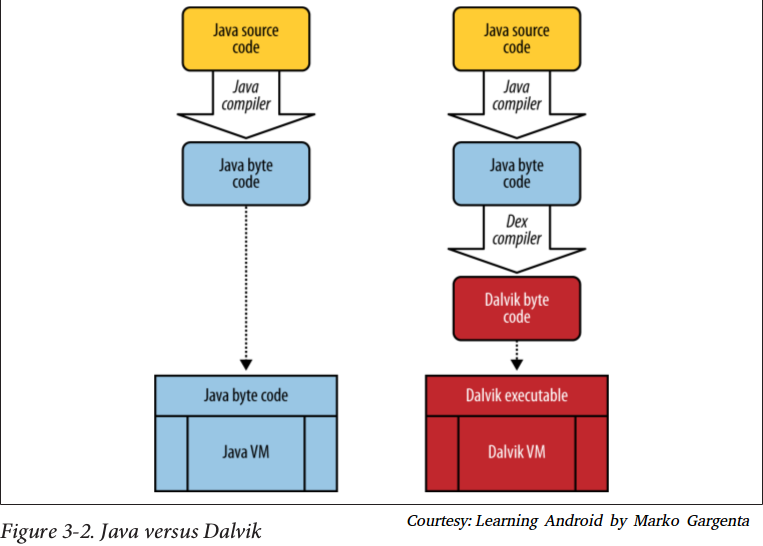 Java source
code
Java
compiler
Java byte
code
Java byte code
Java VM
Java source
code
Java
compiler
Java byte
code
Dex
compiler
Dalvik byte
code
Dalvik executable
Dalvik VM
Figure 3-2. Java versus Dalvik
Courtesy: Learning Android by Marko Gargenta